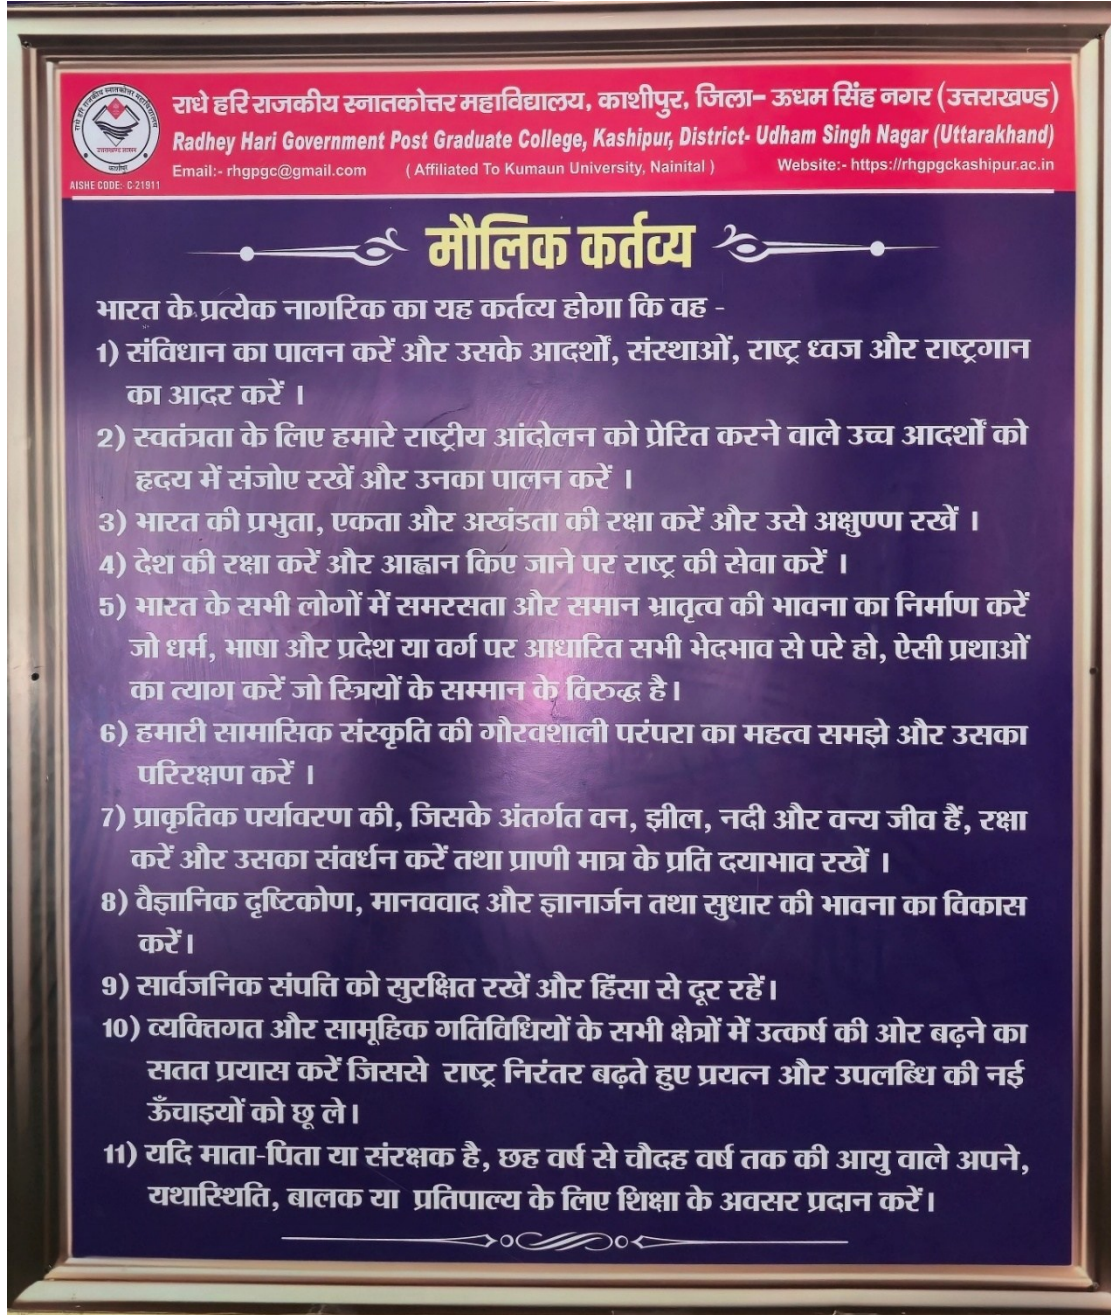 राधे हरि राजकीय स्नातकोत्तर महाविद्यालय, काशीपुर, जिला- ऊधम सिंह नगर (उत्तराखण्ड)
Radhey Hari Government Post Graduate College, Kashipur, District- Udham Singh Nagar (Uttarakhand)
Email:- rhgpgc@gmail.com ( Affiliated To Kumaun University, Nainital ) Website:- https://rhgpgckashipur.ac.in
AISHE CODE: C-21911
मौलिक कर्तव्य
भारत के प्रत्येक नागरिक का यह कर्तव्य होगा कि वह -
1) संविधान का पालन करें और उसके आदर्शों, संस्थाओं, राष्ट्र ध्वज और राष्ट्रगान
का आदर करें ।
2) स्वतंत्रता के लिए हमारे राष्ट्रीय आंदोलन को प्रेरित करने वाले उच्च आदर्शों को
हृदय में संजोए रखें और उनका पालन करें ।
3) भारत की प्रभुता, एकता और अखंडता की रक्षा करें और उसे अक्षुण्ण रखें ।
4) देश की रक्षा करें और आह्वान किए जाने पर राष्ट्र की सेवा करें ।
5) भारत के सभी लोगों में समरसता और समान भ्रातृत्व की भावना का निर्माण करें
जो धर्म, भाषा और प्रदेश या वर्ग पर आधारित सभी भेदभाव से परे हो, ऐसी प्रथाओं
का त्याग करें जो स्त्रियों के सम्मान के विरुद्ध है।
6) हमारी सामासिक संस्कृति की गौरवशाली परंपरा का महत्व समझे और उसका
परिरक्षण करें ।
7) प्राकृतिक पर्यावरण की, जिसके अंतर्गत वन, झील, नदी और वन्य जीव हैं, रक्षा
करें और उसका संवर्धन करें तथा प्राणी मात्र के प्रति दयाभाव रखें ।
8) वैज्ञानिक दृष्टिकोण, मानववाद और ज्ञानार्जन तथा सुधार की भावना का विकास
करें।
9) सार्वजनिक संपत्ति को सुरक्षित रखें और हिंसा से दूर रहें।
10) व्यक्तिगत और सामूहिक गतिविधियों के सभी क्षेत्रों में उत्कर्ष की ओर बढ़ने का
सतत प्रयास करें जिससे राष्ट्र निरंतर बढ़ते हुए प्रयत्न और उपलब्धि की नई
ऊँचाइयों को छू ले।
11) यदि माता-पिता या संरक्षक है, छह वर्ष से चौदह वर्ष तक की आयु वाले अपने,
यथास्थिति, बालक या प्रतिपाल्य के लिए शिक्षा के अवसर प्रदान करें।